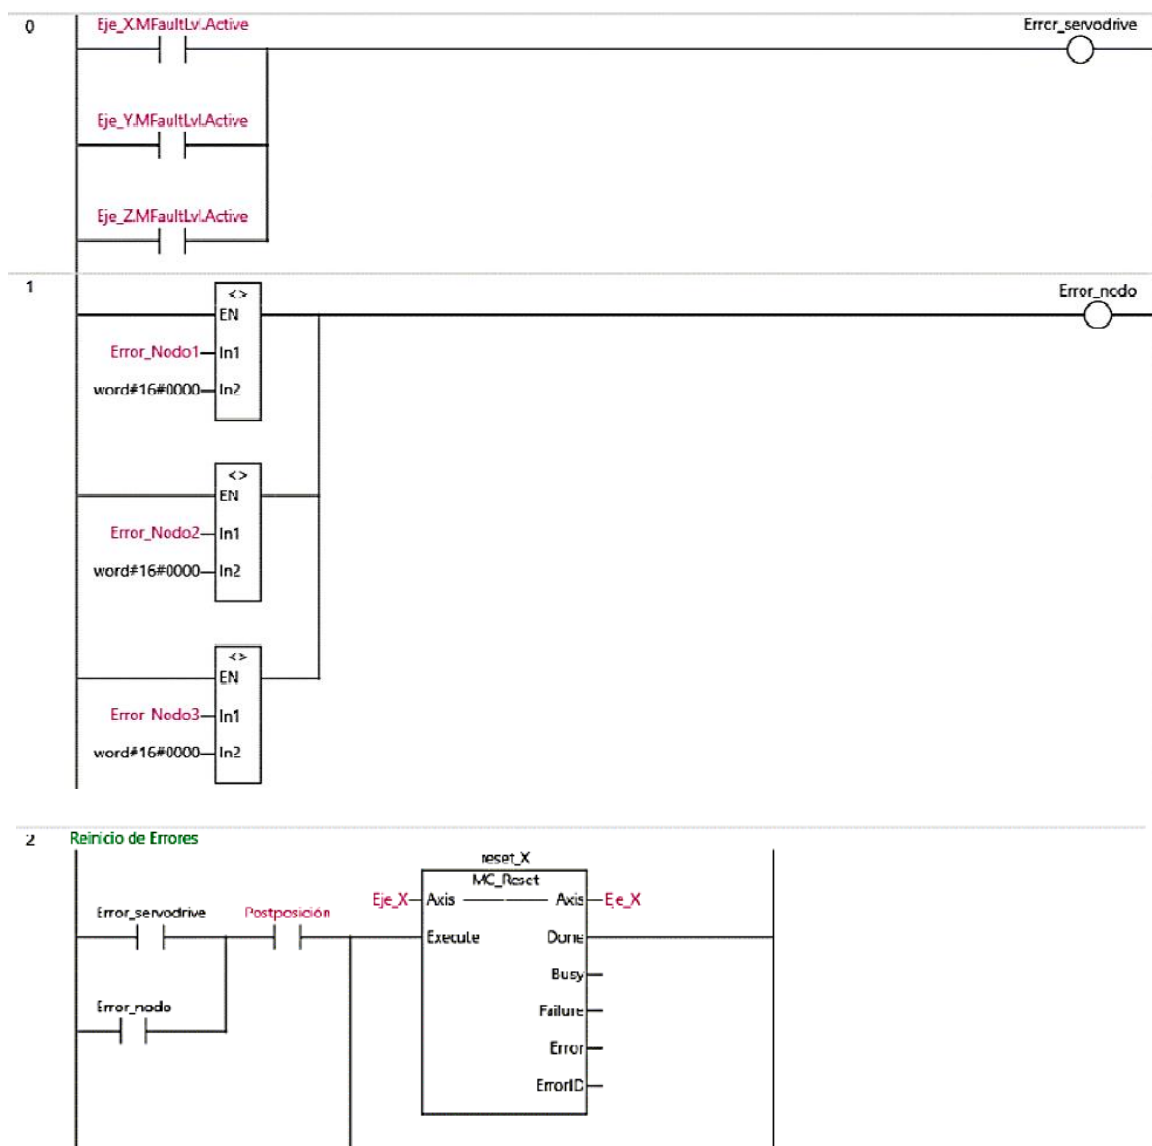 0
Eje_X.MFaultLvl.Active
Error_servodrive
Eje_Y.MFaultLvl.Active
Eje_Z.MFaultLvl.Active
1
<>
EN
Error_nodo
Error_Nodo1 In1
word#16#0000 In2
<>
EN
Error_Nodo2 In1
word#16#0000 In2
<>
EN
Error_Nodo3 In1
word#16#0000 In2
2 Reinicio de Errores
reset_X
MC_Reset
Eje_X Axis Axis Eje_X
Error_servodrive Postposición
Execute Done
Busy
Error_nodo
Failure
Error
ErrorID